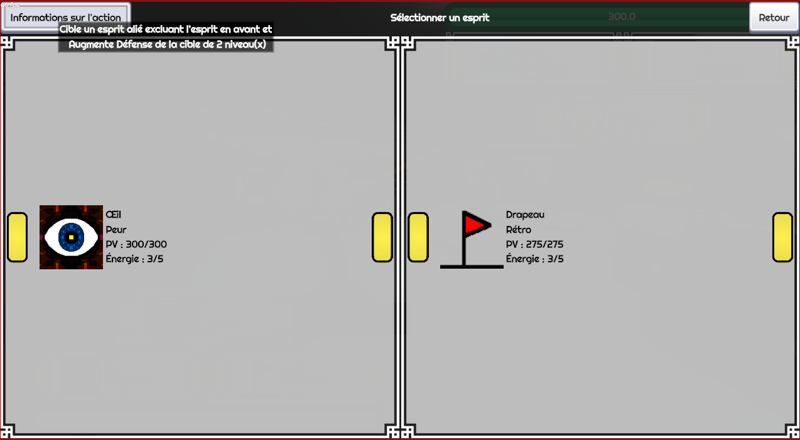 Informations sur l'action
Sélectionner un esprit
300.0
Retour
Cible un esprit allié excluant l'esprit en avant et
Augmente Défense de la cible de 2 niveau(x)
Œil
Peur
PV : 300/300
Énergie : 3/5
Drapeau
Rétro
PV : 275/275
Énergie : 3/5